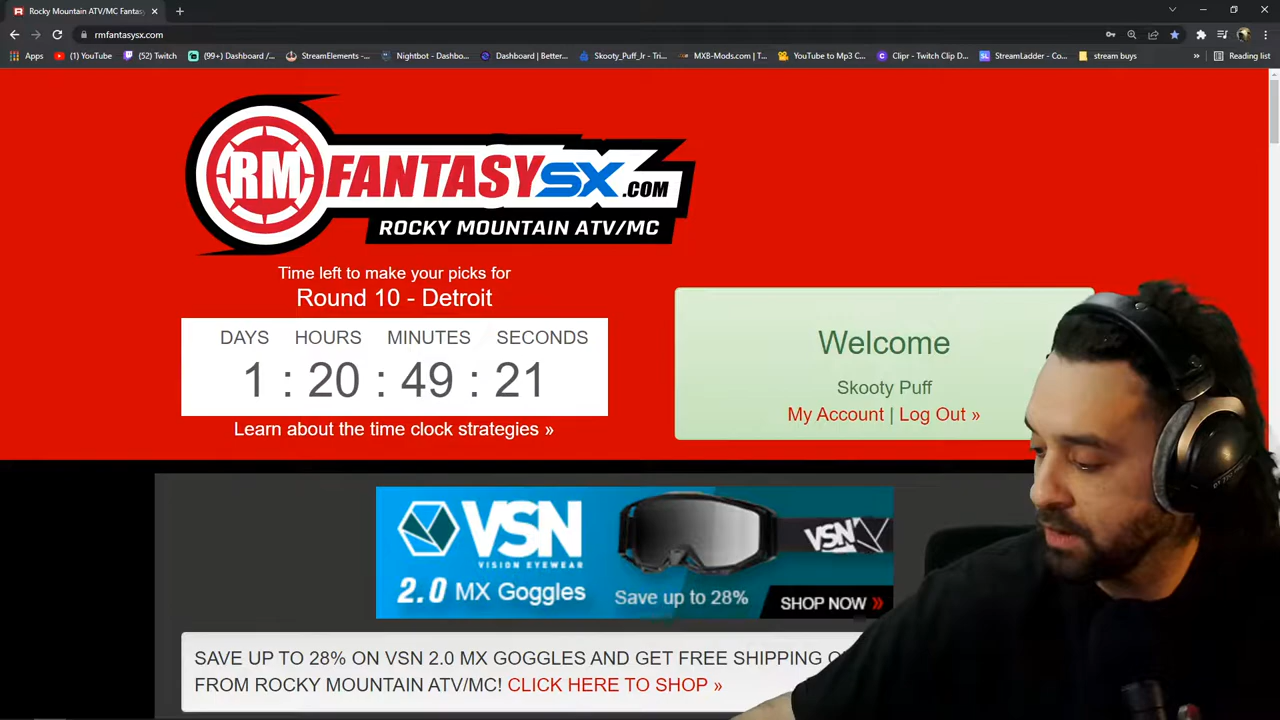 Rocky Mountain ATV/MC Fantasy
rmfantasysx.com
Apps
(1) YouTube
(52) Twitch
(99+) Dashboard /...
StreamElements -...
Nightbot - Dashbo...
Dashboard | Better...
Skooty_Puff_Jr - Tri...
MXB-Mods.com | T...
YouTube to Mp3 C...
Clipr - Twitch Clip D...
StreamLadder - Co...
stream buys
»
Reading list
RM FANTASY SX .COM
ROCKY MOUNTAIN ATV/MC
Time left to make your picks for
Round 10 - Detroit
DAYS HOURS MINUTES SECONDS
1 : 20 : 49 : 21
Learn about the time clock strategies »
Welcome
Skooty Puff
My Account | Log Out »
VSN
VISION EYEWEAR
2.0 MX Goggles
VSN
Save up to 28%
SHOP NOW »
SAVE UP TO 28% ON VSN 2.0 MX GOGGLES AND GET FREE SHIPPING
FROM ROCKY MOUNTAIN ATV/MC! CLICK HERE TO SHOP »